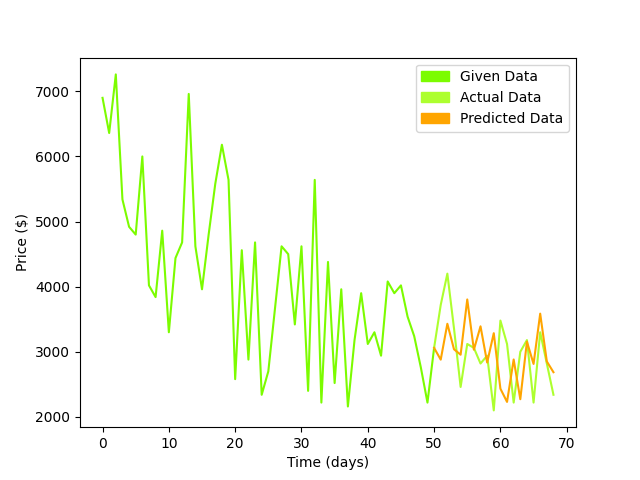 Given Data
Actual Data
Predicted Data
7000
6000
5000
4000
3000
2000
Price ($)
0 10 20 30 40 50 60 70
Time (days)